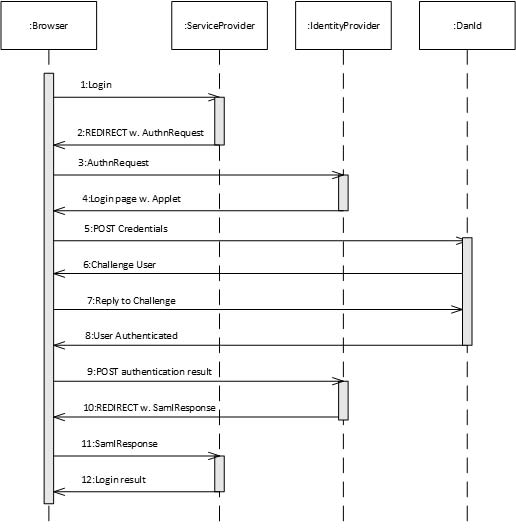 :Browser
:ServiceProvider
:IdentityProvider
:DanId
1:Login
2:REDIRECT w. AuthnRequest
3:AuthnRequest
4:Login page w. Applet
5:POST Credentials
6:Challenge User
7:Reply to Challenge
8:User Authenticated
9:POST authentication result
10:REDIRECT w. SamlResponse
11:SamlResponse
12:Login result